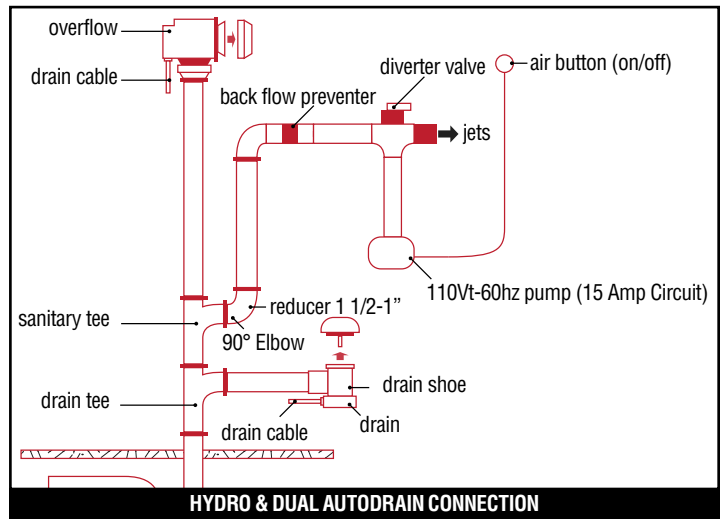 overflow
drain cable
back flow preventer
diverter valve
air button (on/off)
jets
110Vt-60hz pump (15 Amp Circuit)
sanitary tee
reducer 1 1/2-1”
90° Elbow
drain tee
drain shoe
drain cable
drain
HYDRO & DUAL AUTODRAIN CONNECTION